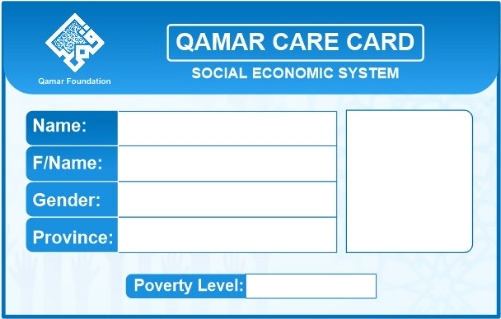 QAMAR CARE CARD
SOCIAL ECONOMIC SYSTEM
Qamar Foundation
Name:
F/Name:
Gender:
Province:
Poverty Level: